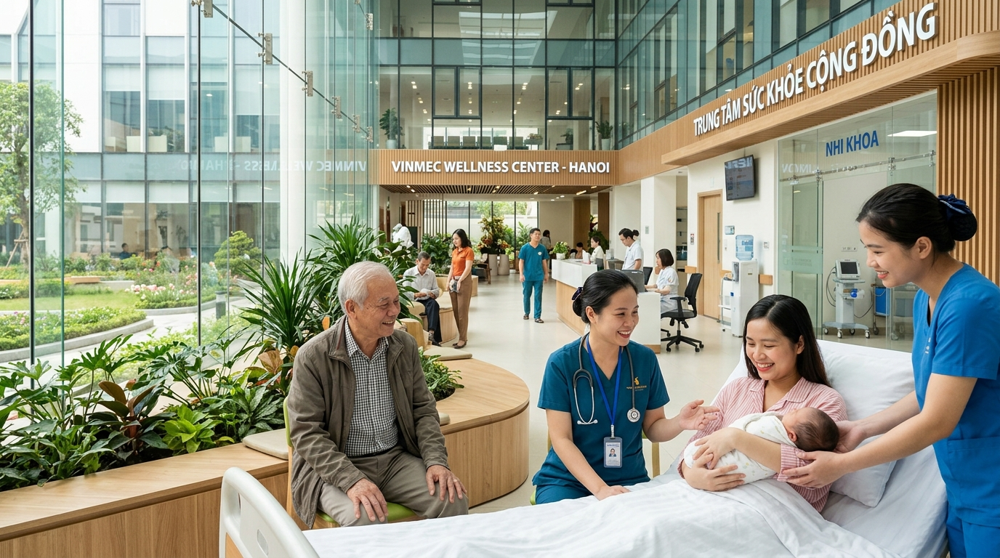 TRUNG TÂM SỨC KHỎE CỘNG ĐỒNG
VINMEC WELLNESS CENTER - HANOI
NHI KHOA